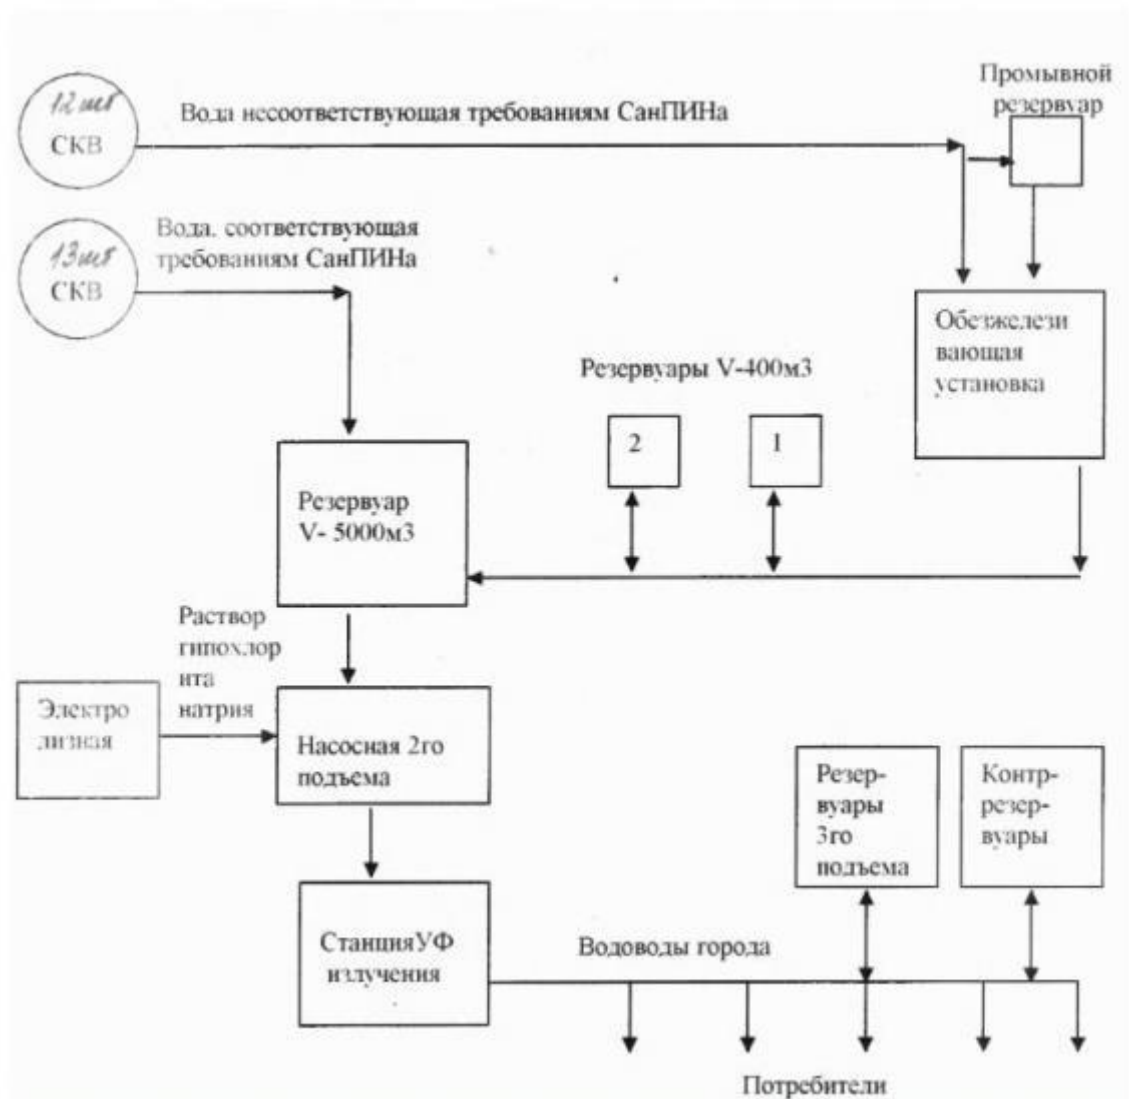 Промывной
резервуар
12 шт
СКВ
Вода несоответствующая требованиям СанПИНа
13 шт
СКВ
Вода, соответствующая
требованиям СанПИНа
Обезжелези
вающая
установка
Резервуары V-400м3
2
1
Резервуар
V- 5000м3
Раствор
гипохлор
ита
натрия
Электро
лизная
Насосная 2го
подъема
Резер-
вуары
3го
подъема
Контр-
резер-
вуары
СтанцияУФ
излучения
Водоводы города
Потребители